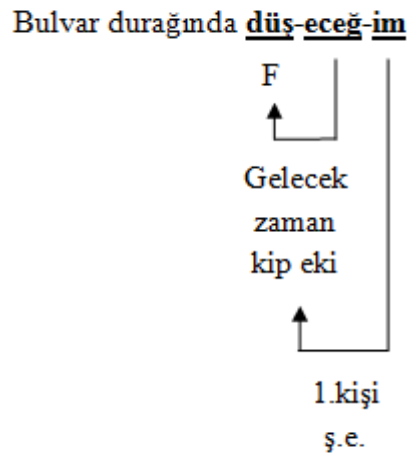 Bulvar durağında düş-eceğ-im
F
Gelecek
zaman
kip eki
1.kişi
ş.e.